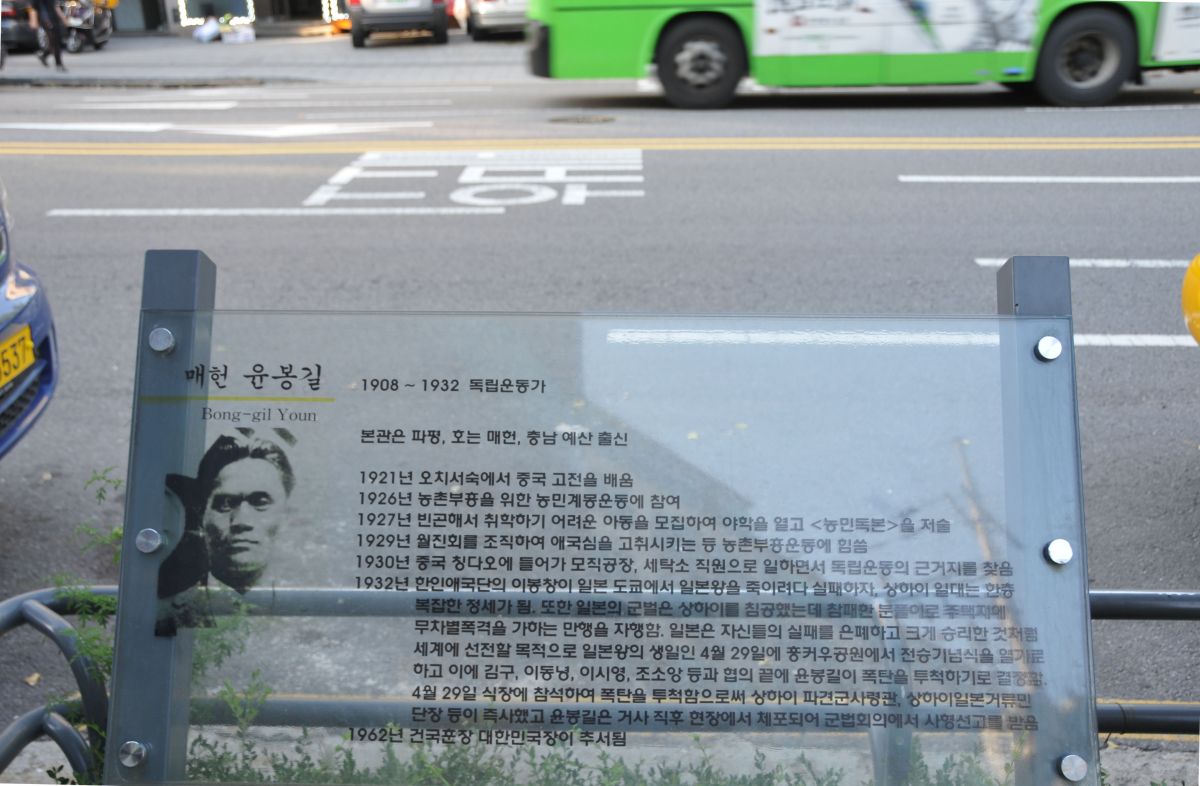 매헌 윤봉길
1908 ~ 1932 독립운동가
Bong-gil Youn
본관은 파평, 호는 매헌, 충남 예산 출신
1921년 오치서숙에서 중국 고전을 배움
1926년 농촌부흥을 위한 농민계몽운동에 참여
1927년 빈곤해서 취학하기 어려운 아동을 모집하여 야학을 열고 <농민독본>을 저술
1929년 월진회를 조직하여 애국심을 고취시키는 등 농촌부흥운동에 힘씀
1930년 중국 칭다오에 들어가 모직공장, 세탁소 직원으로 일하면서 독립운동의 근거지를 찾음
1932년 한인애국단의 이봉창이 일본 도쿄에서 일본왕을 죽이려다 실패하자, 상하이 일대는 한층
복잡한 정세가 됨. 또한 일본의 군벌은 상하이를 침공했는데 참패한 분풀이로 주택지에
무차별폭격을 가하는 만행을 자행함. 일본은 자신들의 실패를 은폐하고 크게 승리한 것처럼
세계에 선전할 목적으로 일본왕의 생일인 4월 29일에 훙커우공원에서 전승기념식을 열기로
하고 이에 김구, 이동녕, 이시영, 조소앙 등과 협의 끝에 윤봉길이 폭탄을 투척하기로 결정함.
4월 29일 식장에 참석하여 폭탄을 투척함으로써 상하이 파견군사령관, 상하이일본거류민
단장 등이 즉사했고 윤봉길은 거사 직후 현장에서 체포되어 군법회의에서 사형선고를 받음
1962년 건국훈장 대한민국장이 추서됨